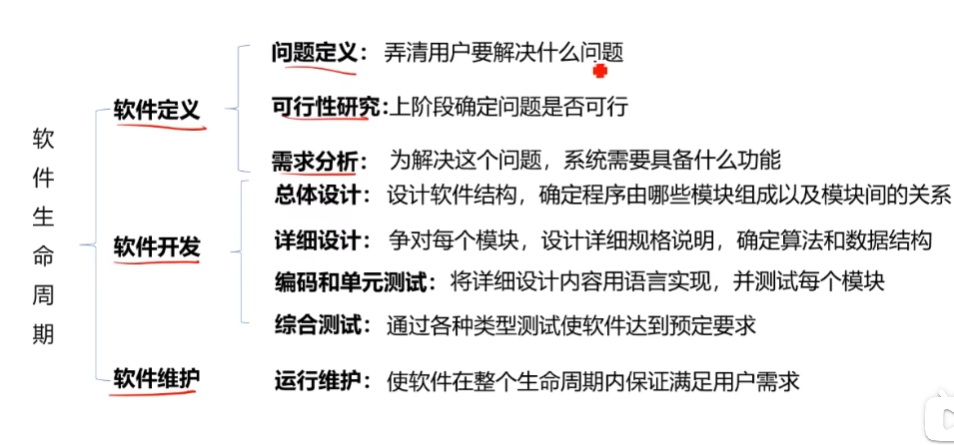 软件生命周期
软件定义
问题定义：弄清用户要解决什么问题
可行性研究：上阶段确定问题是否可行
需求分析：为解决这个问题，系统需要具备什么功能
软件开发
总体设计：设计软件结构，确定程序由哪些模块组成以及模块间的关系
详细设计：争对每个模块，设计详细规格说明，确定算法和数据结构
编码和单元测试：将详细设计内容用语言实现，并测试每个模块
综合测试：通过各种类型测试使软件达到预定要求
软件维护
运行维护：使软件在整个生命周期内保证满足用户需求